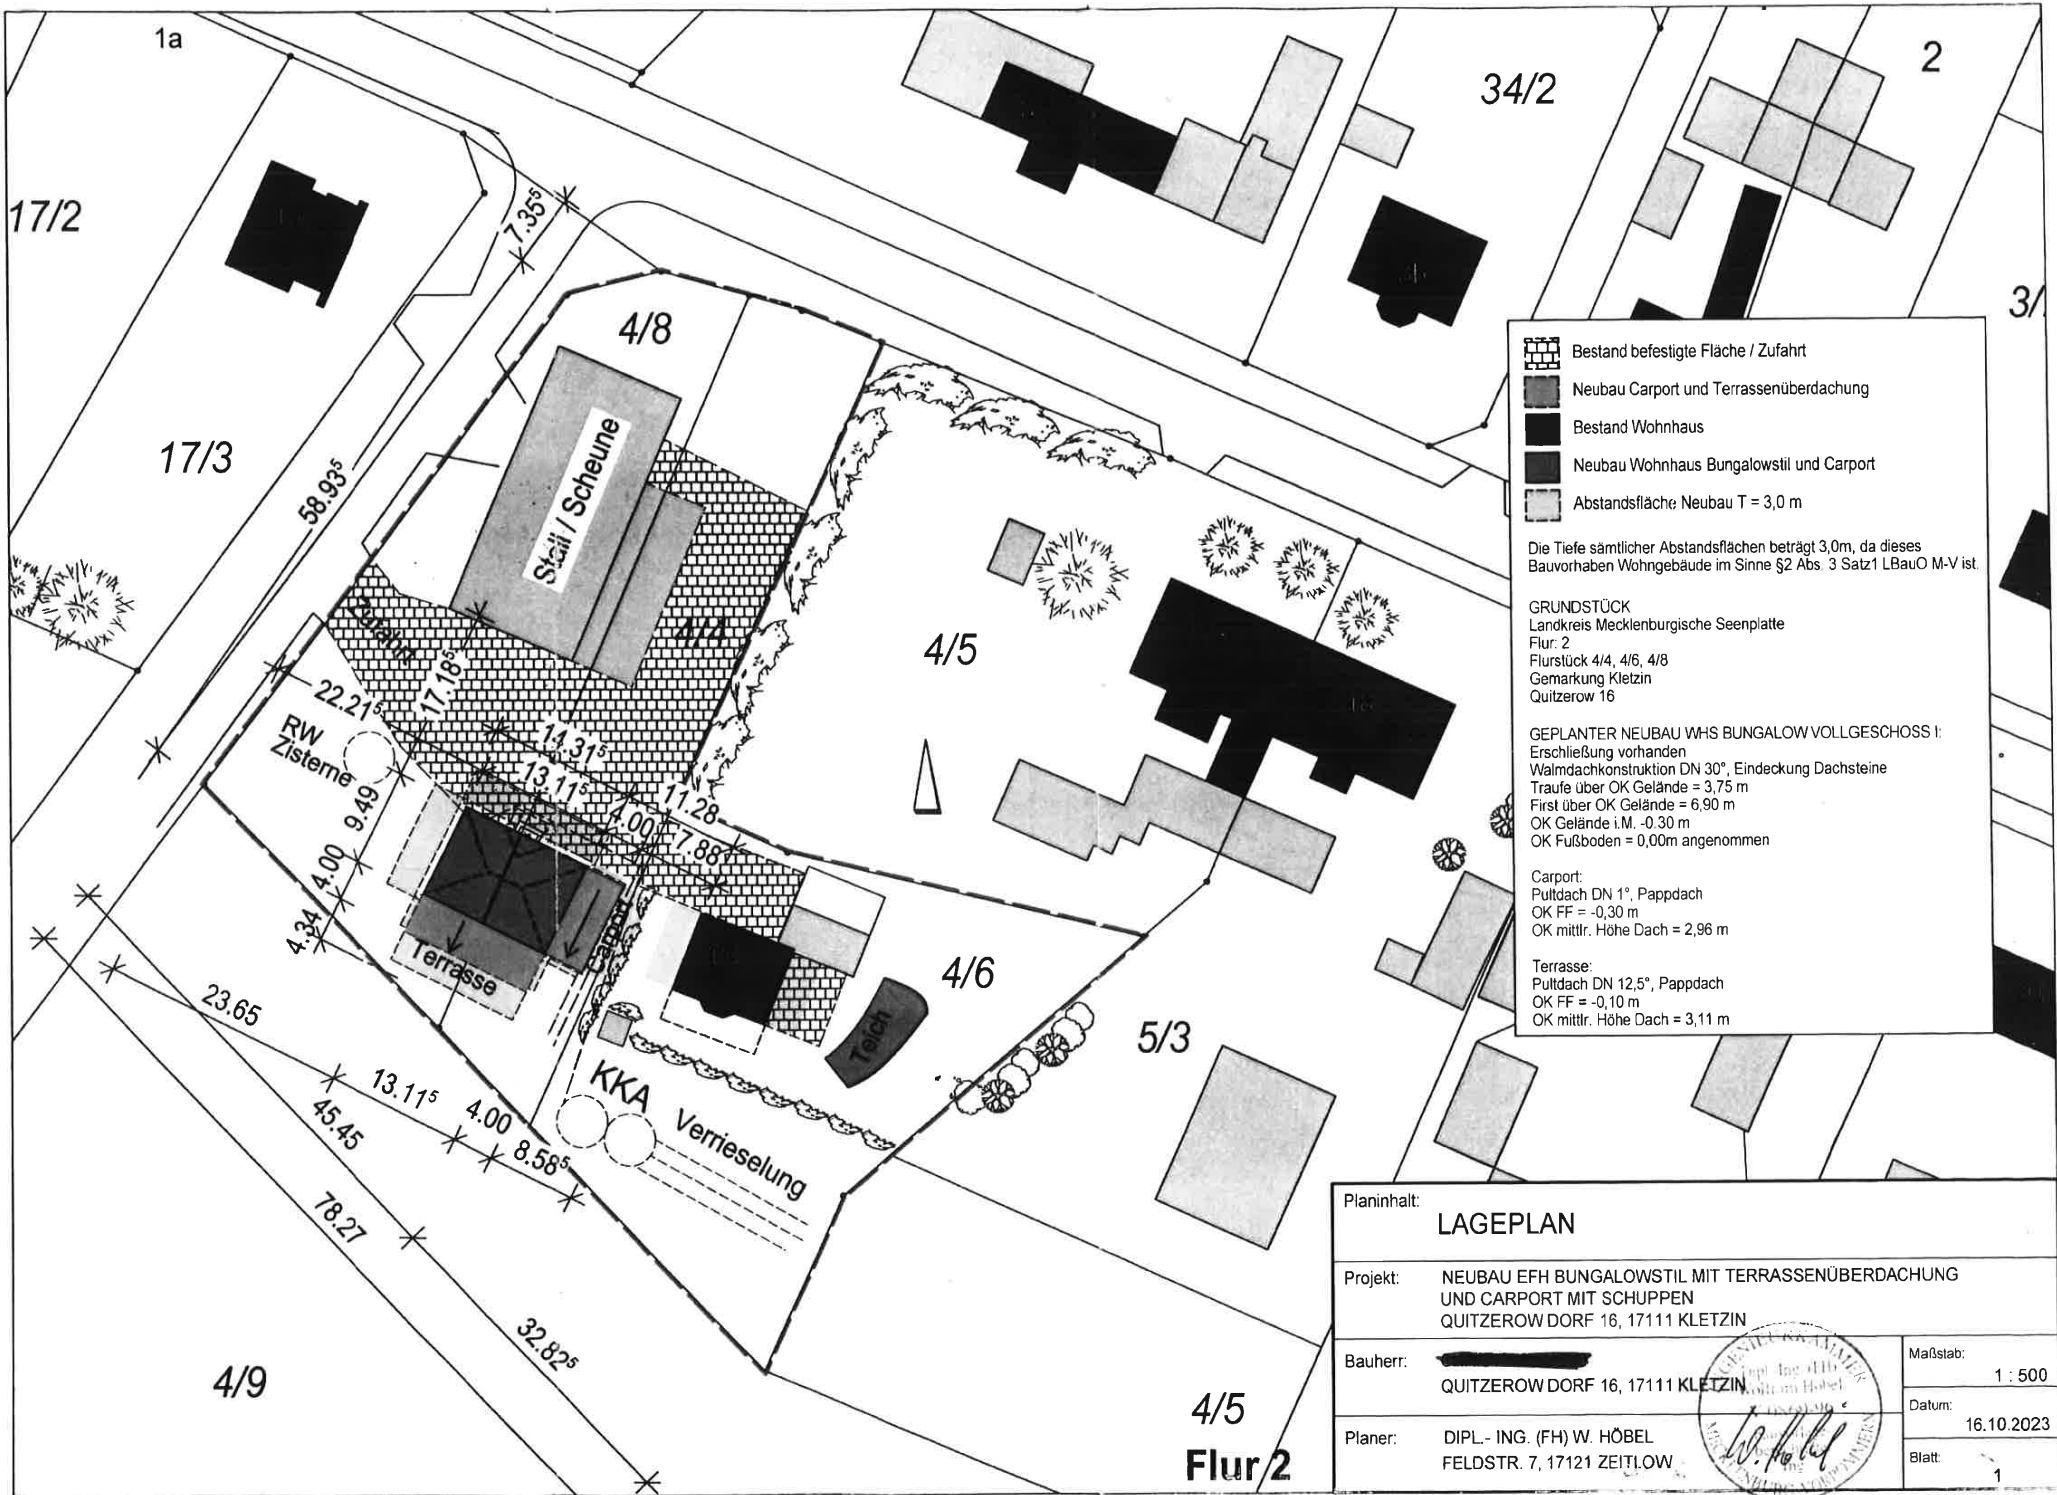 1a
2
34/2
17/2
7.35⁵
3/
4/8
17/3
58.93⁵
Stall / Scheune
Zufahrt
4/4
17.18⁵
22.21⁵
RW
Zisterne
14.31⁵
13.11⁵
11.28
4.00
7.88
9.49
4.00
4.34
4/5
Carport
Terrasse
4/6
Teich
5/3
23.65
13.11⁵
4.00
8.58⁵
KKA
Verrieselung
45.45
78.27
32.82⁵
4/9
4/5
Flur 2
Bestand befestigte Fläche / Zufahrt
Neubau Carport und Terrassenüberdachung
Bestand Wohnhaus
Neubau Wohnhaus Bungalowstil und Carport
Abstandsfläche Neubau T = 3,0 m
Die Tiefe sämtlicher Abstandsflächen beträgt 3,0m, da dieses
Bauvorhaben Wohngebäude im Sinne §2 Abs. 3 Satz1 LBauO M-V ist.
GRUNDSTÜCK
Landkreis Mecklenburgische Seenplatte
Flur: 2
Flurstück 4/4, 4/6, 4/8
Gemarkung Kletzin
Quitzerow 16
GEPLANTER NEUBAU WHS BUNGALOW VOLLGESCHOSS I:
Erschließung vorhanden
Walmdachkonstruktion DN 30°, Eindeckung Dachsteine
Traufe über OK Gelände = 3,75 m
First über OK Gelände = 6,90 m
OK Gelände i.M. -0.30 m
OK Fußboden = 0,00m angenommen
Carport:
Pultdach DN 1°, Pappdach
OK FF = -0,30 m
OK mittlr. Höhe Dach = 2,96 m
Terrasse:
Pultdach DN 12,5°, Pappdach
OK FF = -0,10 m
OK mittlr. Höhe Dach = 3,11 m
Planinhalt:
LAGEPLAN
Projekt:
NEUBAU EFH BUNGALOWSTIL MIT TERRASSENÜBERDACHUNG
UND CARPORT MIT SCHUPPEN
QUITZEROW DORF 16, 17111 KLETZIN
Bauherr:
QUITZEROW DORF 16, 17111 KLETZIN
Maßstab:
1 : 500
Datum:
16.10.2023
Planer:
DIPL.- ING. (FH) W. HÖBEL
FELDSTR. 7, 17121 ZEITLOW
Blatt:
1